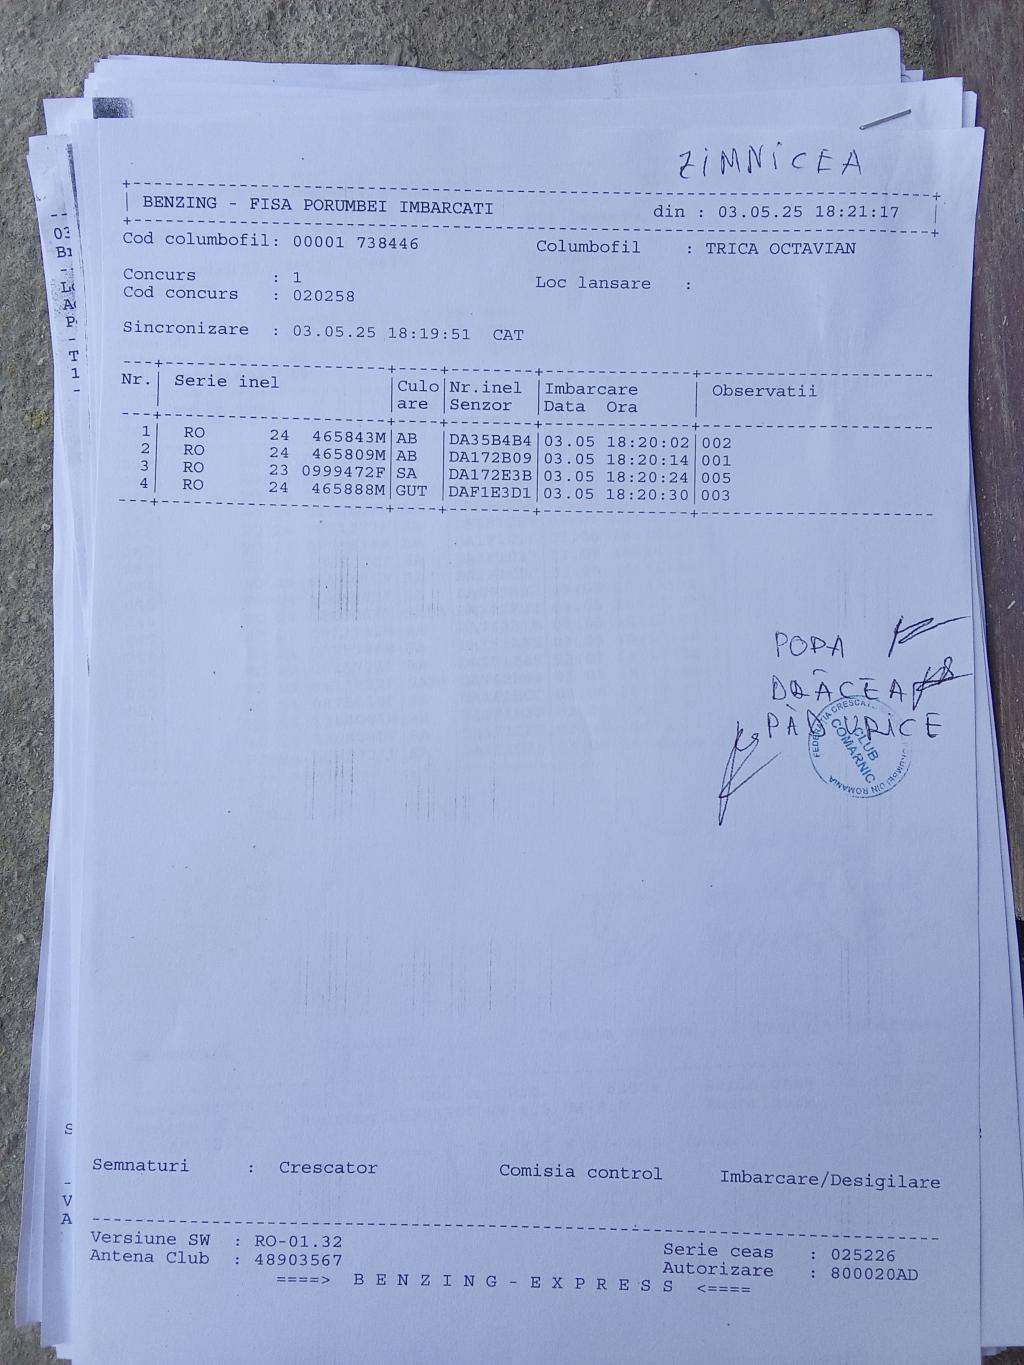 ZIMNICEA
BENZING - FISA PORUMBEI IMBARCATI din : 03.05.25 18:21:17
Cod columbofil: 00001 738446 Columbofil : TRICA OCTAVIAN
Concurs : 1 Loc lansare :
Cod concurs : 020258
Sincronizare : 03.05.25 18:19:51 CAT
Nr. | Serie inel | Culo | Nr.inel | Imbarcare | Observatii
are | Senzor | Data Ora
1 | RO 24 465843M | AB | DA35B4B4 | 03.05 18:20:02 | 002
2 | RO 24 465809M | AB | DA172B09 | 03.05 18:20:14 | 001
3 | RO 23 0999472F | SA | DA172E3B | 03.05 18:20:24 | 005
4 | RO 24 465888M | GUT | DAF1E3D1 | 03.05 18:20:30 | 003
POPA
DRĂCEA
PĂDURICE
CLUB
COMARNIC
Semnaturi : Crescator Comisia control Imbarcare/Desigilare
Versiune SW : RO-01.32 Serie ceas : 025226
Antena Club : 48903567 Autorizare : 800020AD
====> B E N Z I N G - E X P R E S S <====